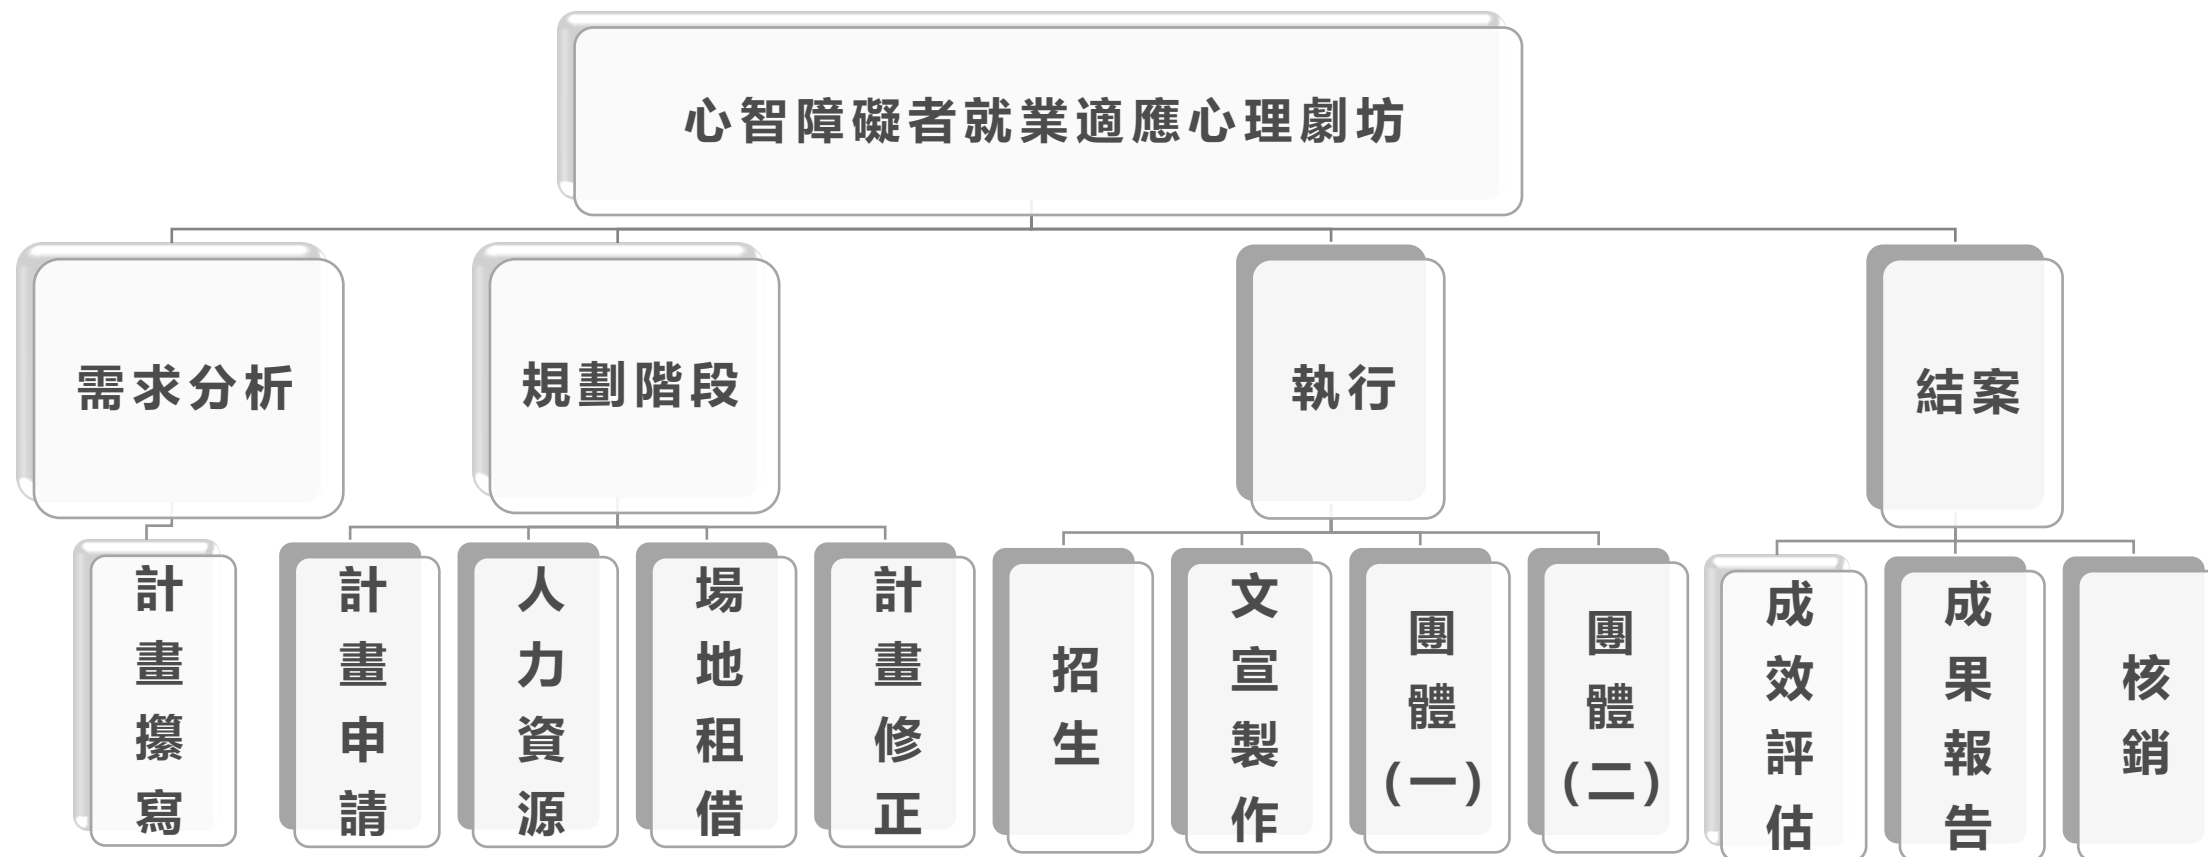 心智障礙者就業適應心理劇坊
需求分析
規劃階段
執行
結案
計畫攥寫
計畫申請
人力資源
場地租借
計畫修正
招生
文宣製作
團體(一)
團體(二)
成效評估
成果報告
核銷